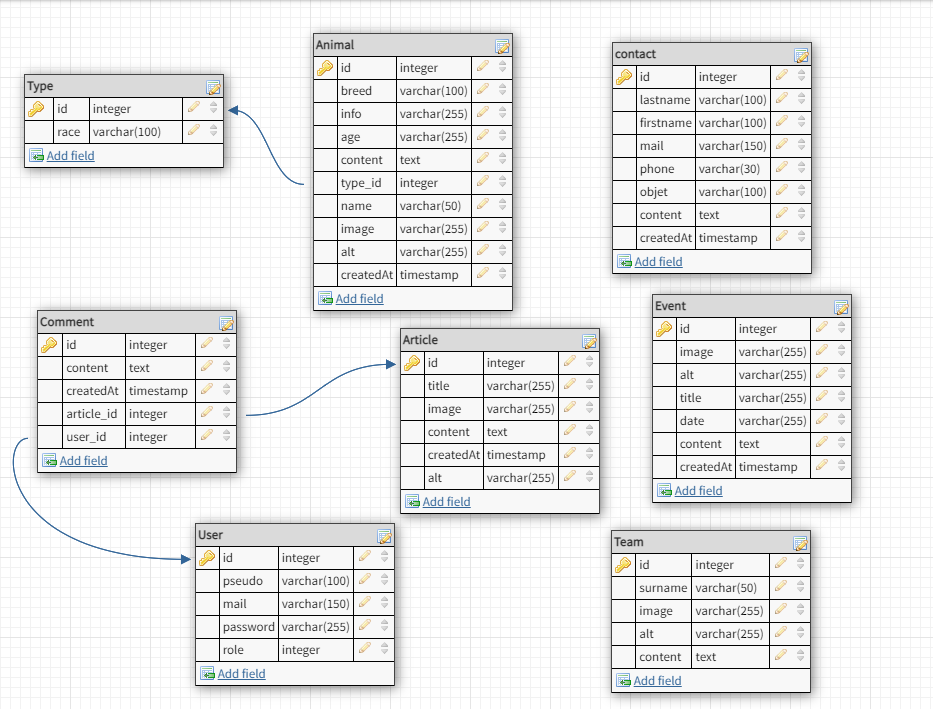 Type
id integer
race varchar(100)
Add field
Animal
id integer
breed varchar(100)
info varchar(255)
age varchar(255)
content text
type_id integer
name varchar(50)
image varchar(255)
alt varchar(255)
createdAt timestamp
Add field
contact
id integer
lastname varchar(100)
firstname varchar(100)
mail varchar(150)
phone varchar(30)
objet varchar(100)
content text
createdAt timestamp
Add field
Comment
id integer
content text
createdAt timestamp
article_id integer
user_id integer
Add field
Article
id integer
title varchar(255)
image varchar(255)
content text
createdAt timestamp
alt varchar(255)
Add field
Event
id integer
image varchar(255)
alt varchar(255)
title varchar(255)
date varchar(255)
content text
createdAt timestamp
Add field
User
id integer
pseudo varchar(100)
mail varchar(150)
password varchar(255)
role integer
Add field
Team
id integer
surname varchar(50)
image varchar(255)
alt varchar(255)
content text
Add field